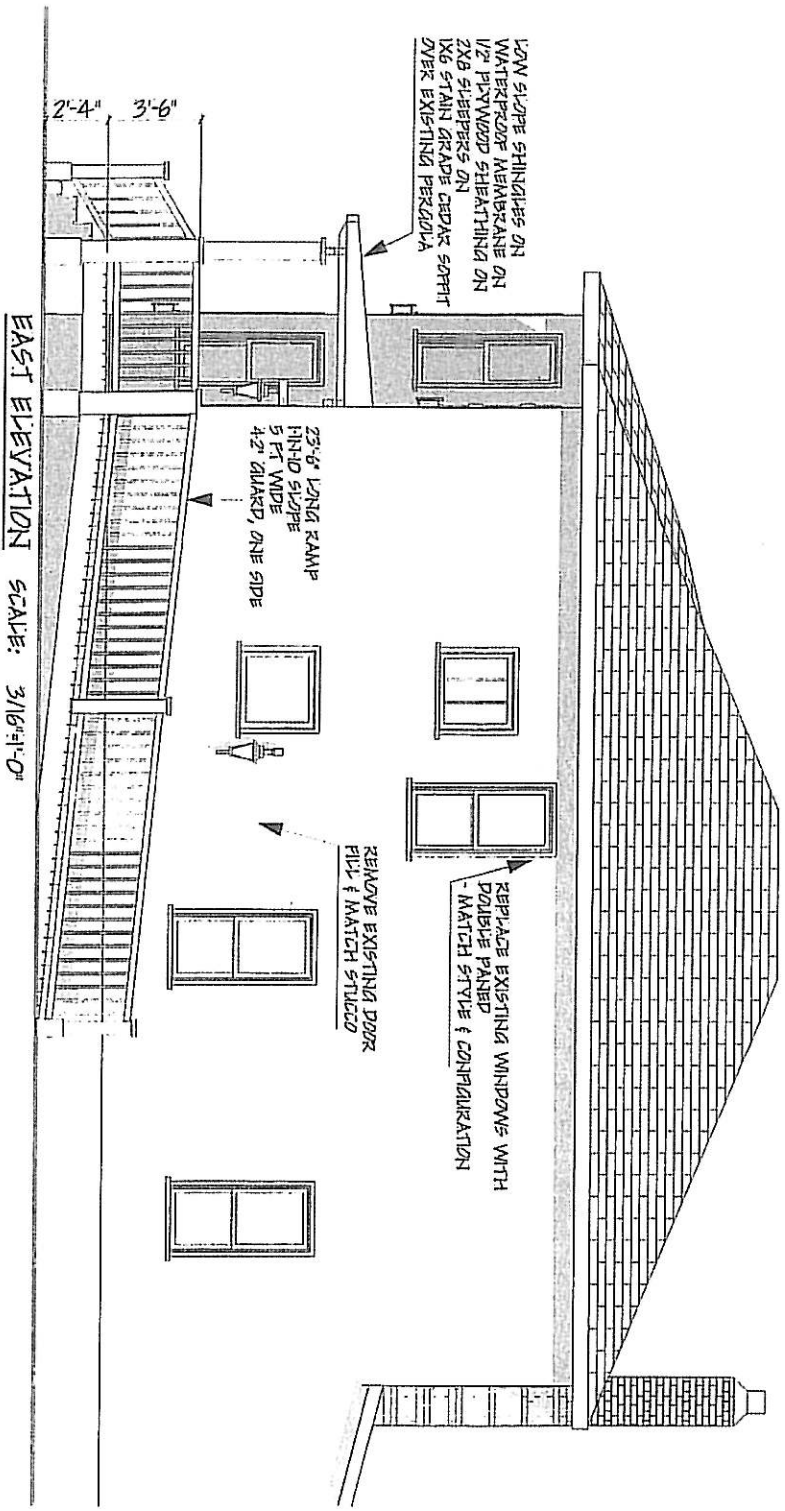 LOW SLOPE SHINGLES ON
WATERPROOF MEMBRANE ON
1/2" PLYWOOD SHEATHING ON
2X8 SLEEPERS ON
1X6 STAIN GRADE CEDAR SOFFIT
OVER EXISTING PERGOLA
3'-6"
2'-4"
23'-6" LONG RAMP
1-IN-10 SLOPE
5 FT WIDE
42" GUARD, ONE SIDE
REPLACE EXISTING WINDOWS WITH
DOUBLE PANED
- MATCH STYLE & CONFIGURATION
REMOVE EXISTING DOOR
FILL & MATCH STUCCO
EAST ELEVATION SCALE: 3/16"=1'-0"